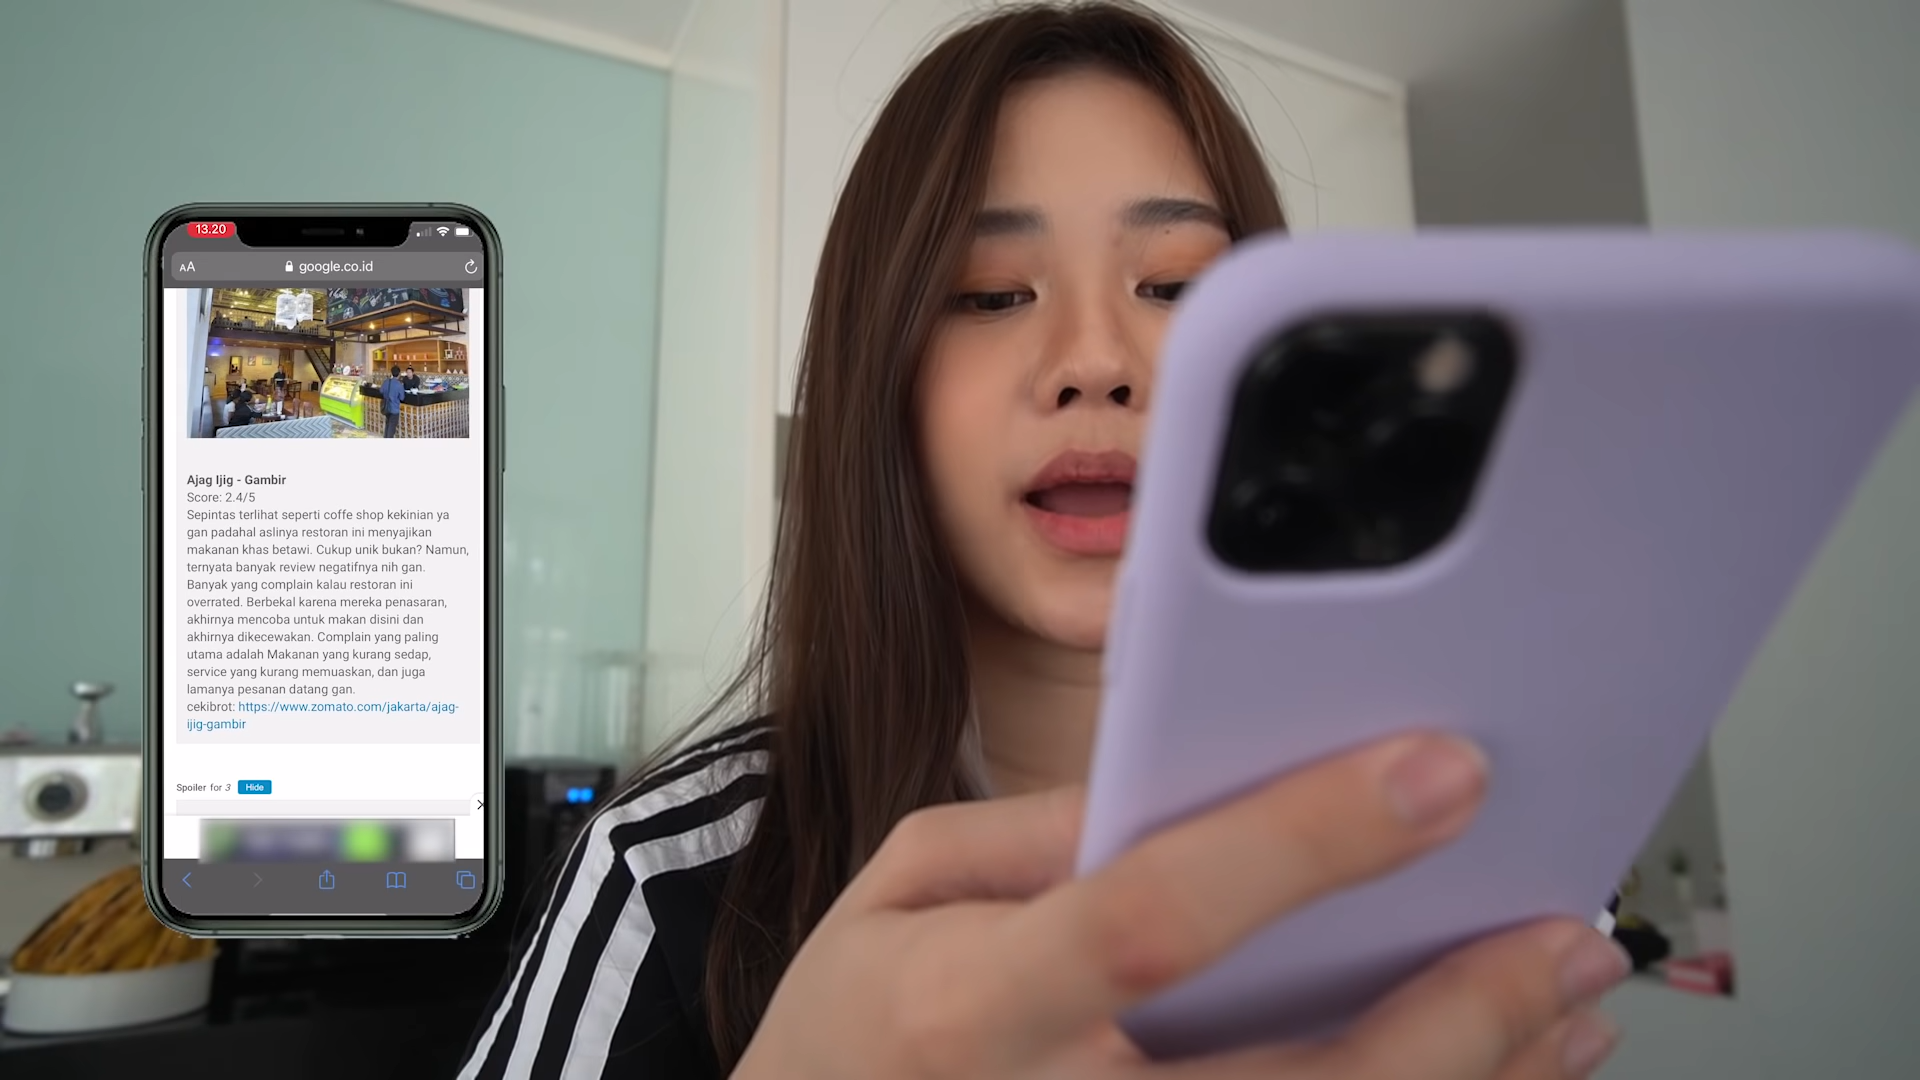 13.20
AA
google.co.id
Ajag Ijig - Gambir
Score: 2.4/5
Sepintas terlihat seperti coffe shop kekinian ya
gan padahal aslinya restoran ini menyajikan
makanan khas betawi. Cukup unik bukan? Namun,
ternyata banyak review negatifnya nih gan.
Banyak yang complain kalau restoran ini
overrated. Berbekal karena mereka penasaran,
akhirnya mencoba untuk makan disini dan
akhirnya dikecewakan. Complain yang paling
utama adalah Makanan yang kurang sedap,
service yang kurang memuaskan, dan juga
lamanya pesanan datang gan.
cekibrot: https://www.zomato.com/jakarta/ajag-
ijig-gambir
Spoiler for 3 Hide